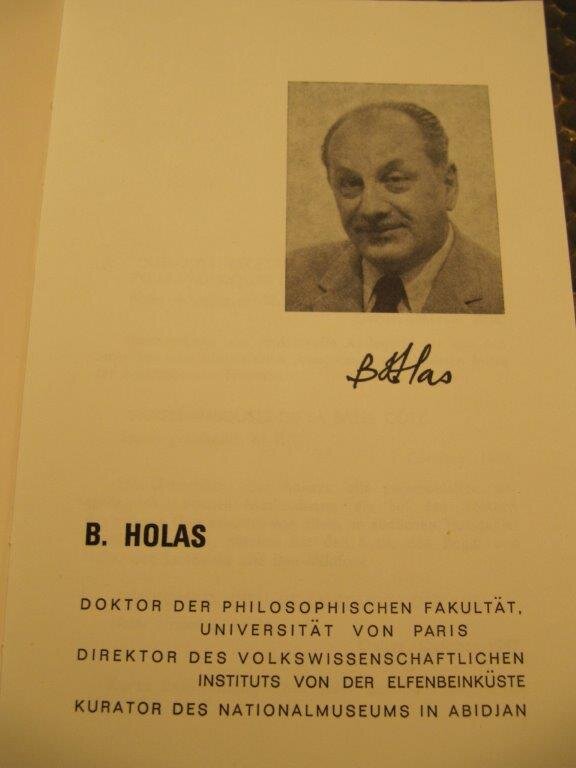 B Holas
B. HOLAS
DOKTOR DER PHILOSOPHISCHEN FAKULTÄT,
UNIVERSITÄT VON PARIS
DIREKTOR DES VOLKSWISSENSCHAFTLICHEN
INSTITUTS VON DER ELFENBEINKÜSTE
KURATOR DES NATIONALMUSEUMS IN ABIDJAN